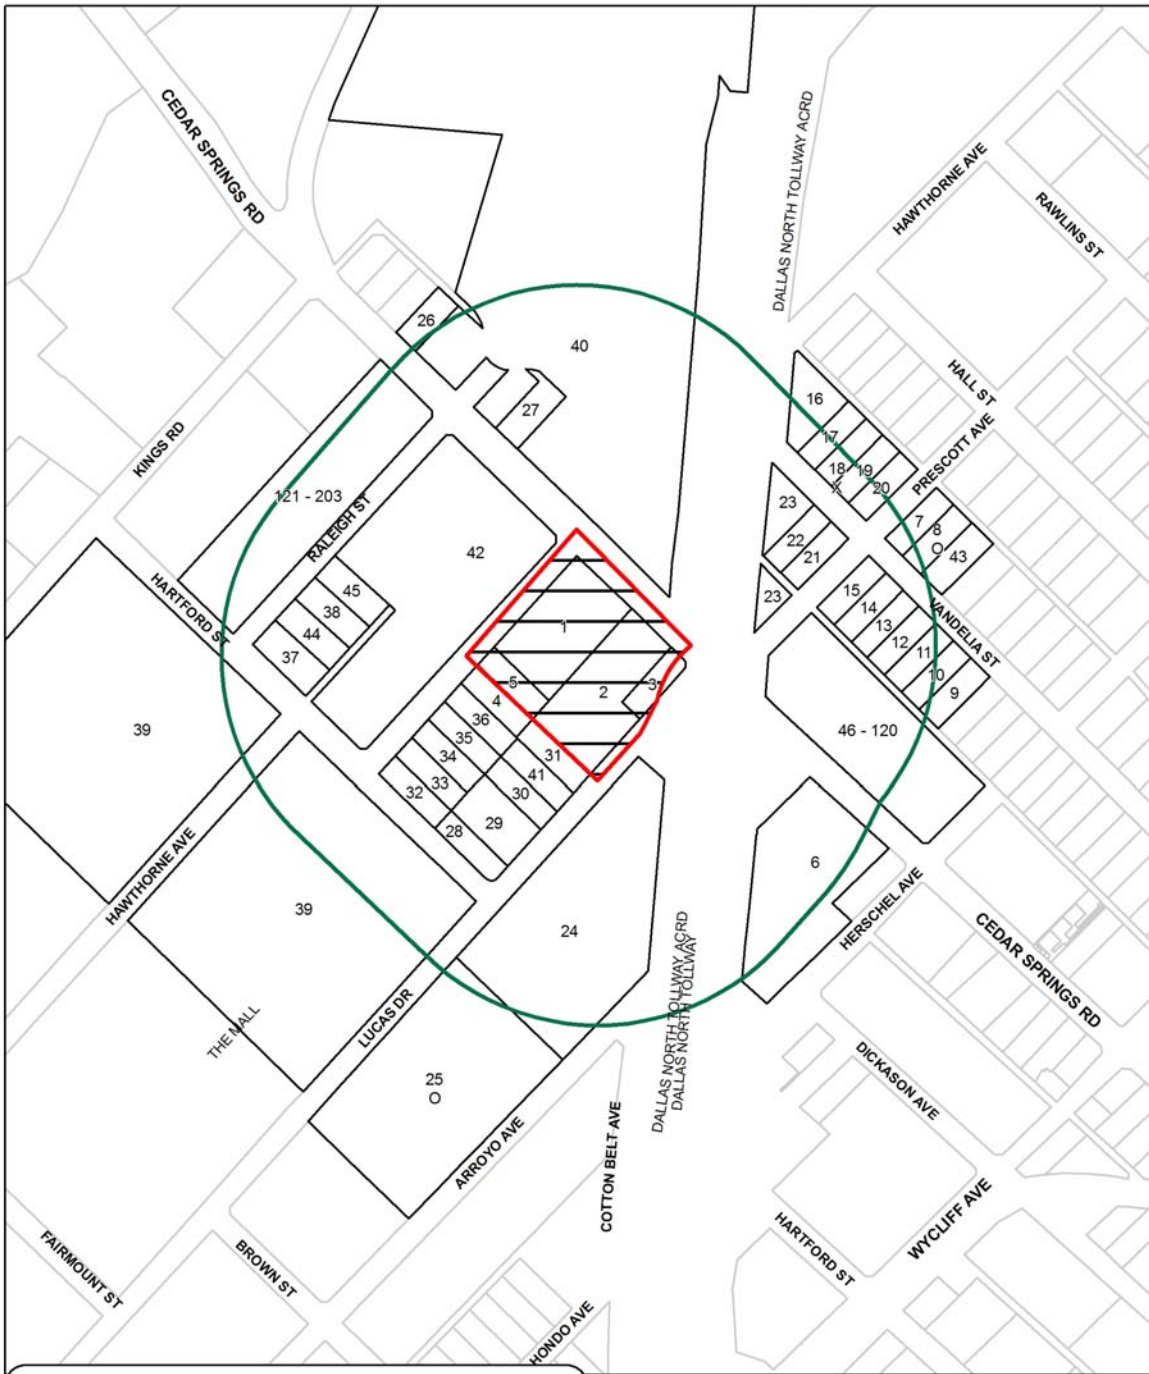 CEDAR SPRINGS RD
DALLAS NORTH TOLLWAY ACRD
HAWTHORNE AVE
RAWLINS ST
26
40
HALL ST
16
27
PRESCOTT AVE
KINGS RD
17
18
19
X
20
121 - 203
RALEIGH ST
23
7
8
O
43
22
21
42
HARTFORD ST
45
38
44
37
23
15
14
13
12
11
10
9
VANDELIA ST
1
5
2
3
4
36
35
34
33
32
31
41
30
29
28
39
46 - 120
6
HAWTHORNE AVE
39
24
HERSCHEL AVE
CEDAR SPRINGS RD
DALLAS NORTH TOLLWAY ACRD
DALLAS NORTH TOLLWAY
LUCAS DR
THE MALL
25
O
DICKASON AVE
ARROYO AVE
COTTON BELT AVE
WYCLIFF AVE
HARTFORD ST
FAIRMOUNT ST
BROWN ST
HONDO AVE